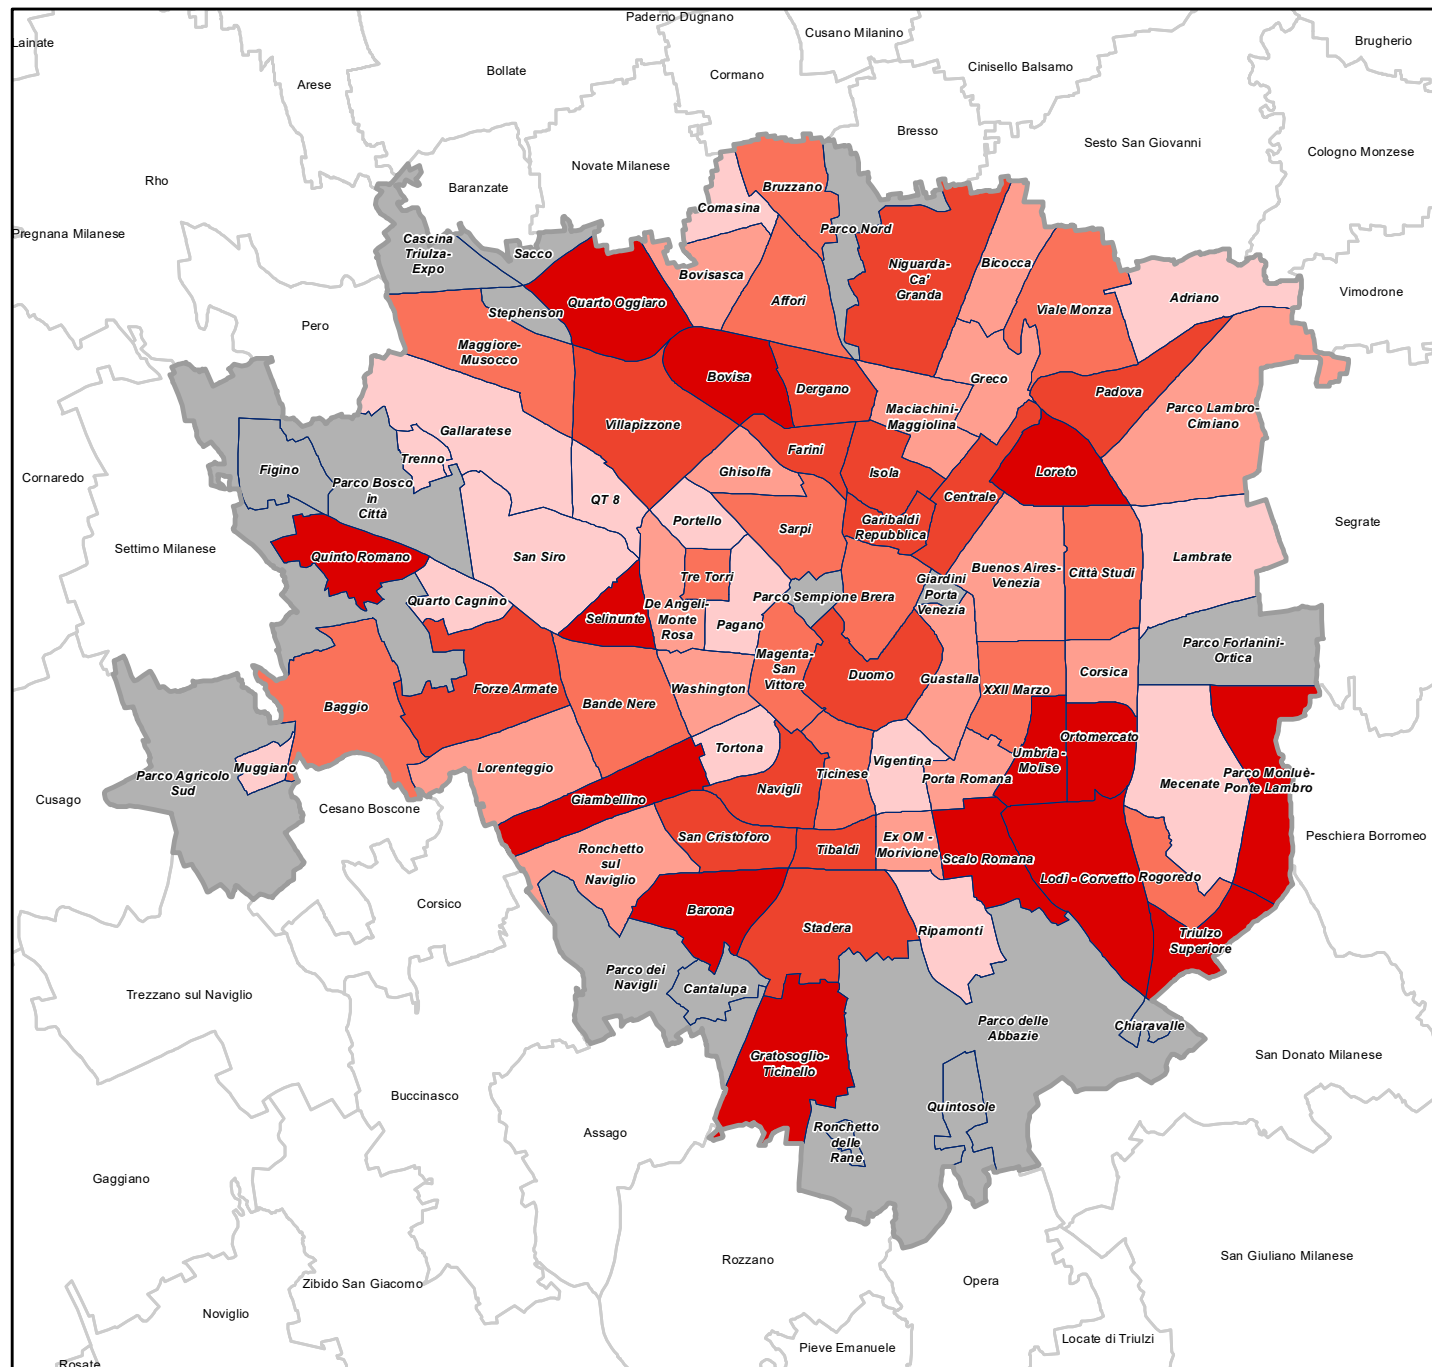 Paderno Dugnano
Cusano Milanino
Brugherio
Lainate
Bollate
Cormano
Cinisello Balsamo
Arese
Bresso
Sesto San Giovanni
Cologno Monzese
Novate Milanese
Rho
Baranzate
Bruzzano
Comasina
Pregnana Milanese
Parco Nord
Cascina
Triulza-
Expo
Sacco
Niguarda-
Ca'
Granda
Bicocca
Bovisasca
Vimodrone
Quarto Oggiaro
Affori
Adriano
Viale Monza
Stephenson
Pero
Maggiore-
Musocco
Bovisa
Dergano
Greco
Padova
Maciachini-
Maggiolina
Parco Lambro-
Cimiano
Villapizzone
Gallaratese
Farini
Trenno
Figino
Parco Bosco
in
Città
Ghisolfa
Isola
Loreto
Cornaredo
QT 8
Centrale
Portello
Sarpi
Garibaldi
Repubblica
Segrate
Settimo Milanese
Quinto Romano
San Siro
Lambrate
Buenos Aires-
Venezia
Città Studi
Tre Torri
Giardini
Porta
Venezia
Quarto Cagnino
Parco Sempione
Brera
De Angeli-
Monte
Rosa
Selinunte
Pagano
Parco Forlanini-
Ortica
Magenta-
San
Vittore
Duomo
Guastalla
Corsica
Forze Armate
Washington
XXII Marzo
Baggio
Bande Nere
Ortomercato
Tortona
Vigentina
Umbria -
Molise
Muggiano
Lorenteggio
Parco Agricolo
Sud
Ticinese
Porta Romana
Mecenate
Parco Monluè-
Ponte Lambro
Navigli
Cusago
Cesano Boscone
Giambellino
San Cristoforo
Tibaldi
Ex OM -
Morivione
Peschiera Borromeo
Ronchetto
sul
Naviglio
Scalo Romana
Lodi - Corvetto
Rogoredo
Corsico
Barona
Stadera
Ripamonti
Triulzo
Superiore
Parco dei
Navigli
Cantalupa
Trezzano sul Naviglio
Parco delle
Abbazie
Chiaravalle
Gratosoglio-
Ticinello
San Donato Milanese
Buccinasco
Quintosole
Assago
Ronchetto
delle
Rane
Gaggiano
Rozzano
San Giuliano Milanese
Zibido San Giacomo
Opera
Noviglio
Locate di Triulzi
Pieve Emanuele
Rosate